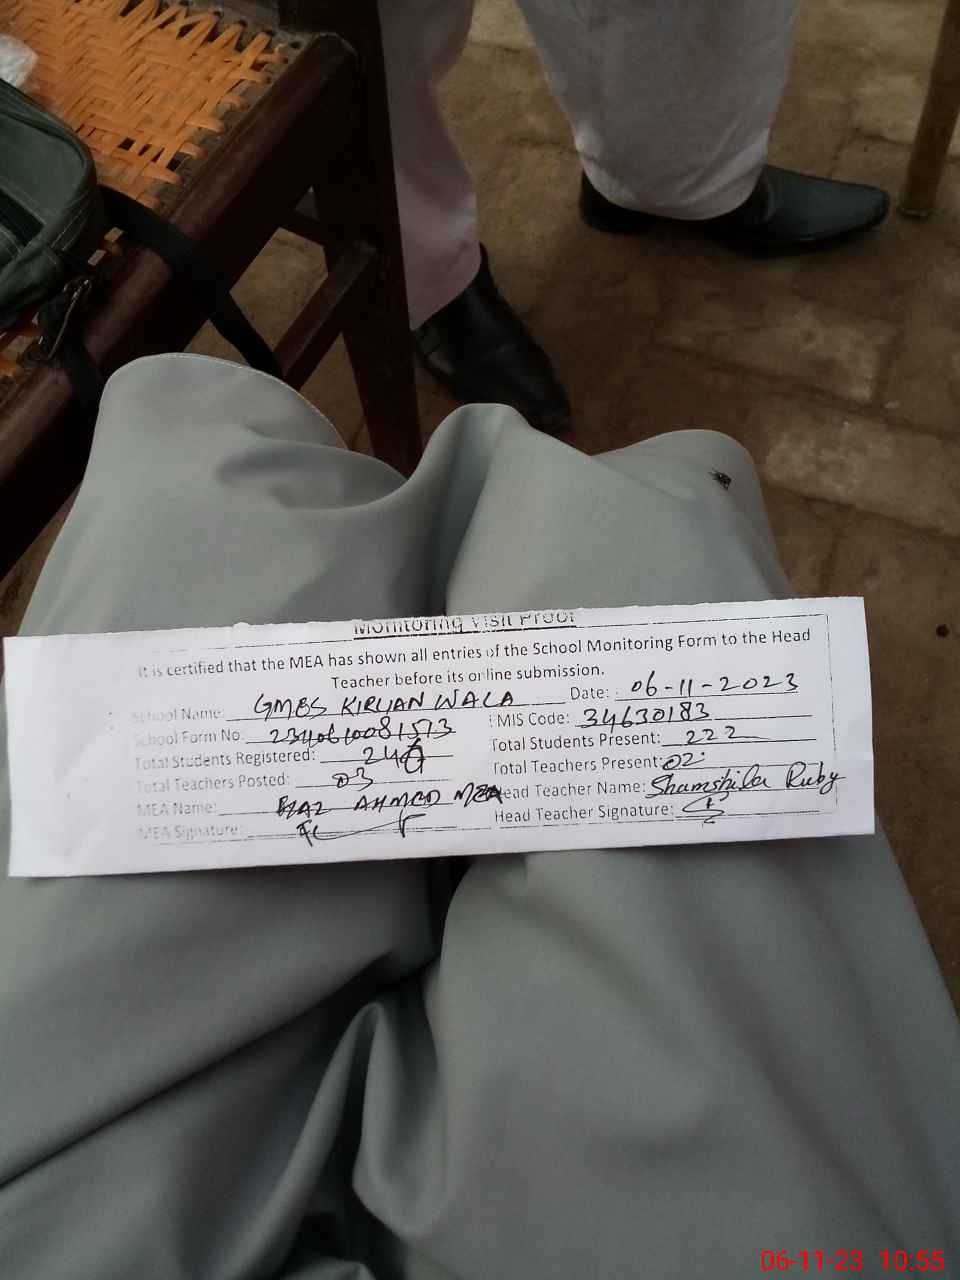 Monitoring Visit Proof
It is certified that the MEA has shown all entries of the School Monitoring Form to the Head
Teacher before its online submission.
School Name: GMES KIRLIAN WALA Date: 06-11-2023
School Form No: EMIS Code: 34630183
Total Students Registered: Total Students Present: 222
Total Teachers Posted: 03 Total Teachers Present: 02
MEA Name: AHMED MEA Head Teacher Name: Shamshila Ruby
MEA Signature: Head Teacher Signature:
06-11-23 10:55